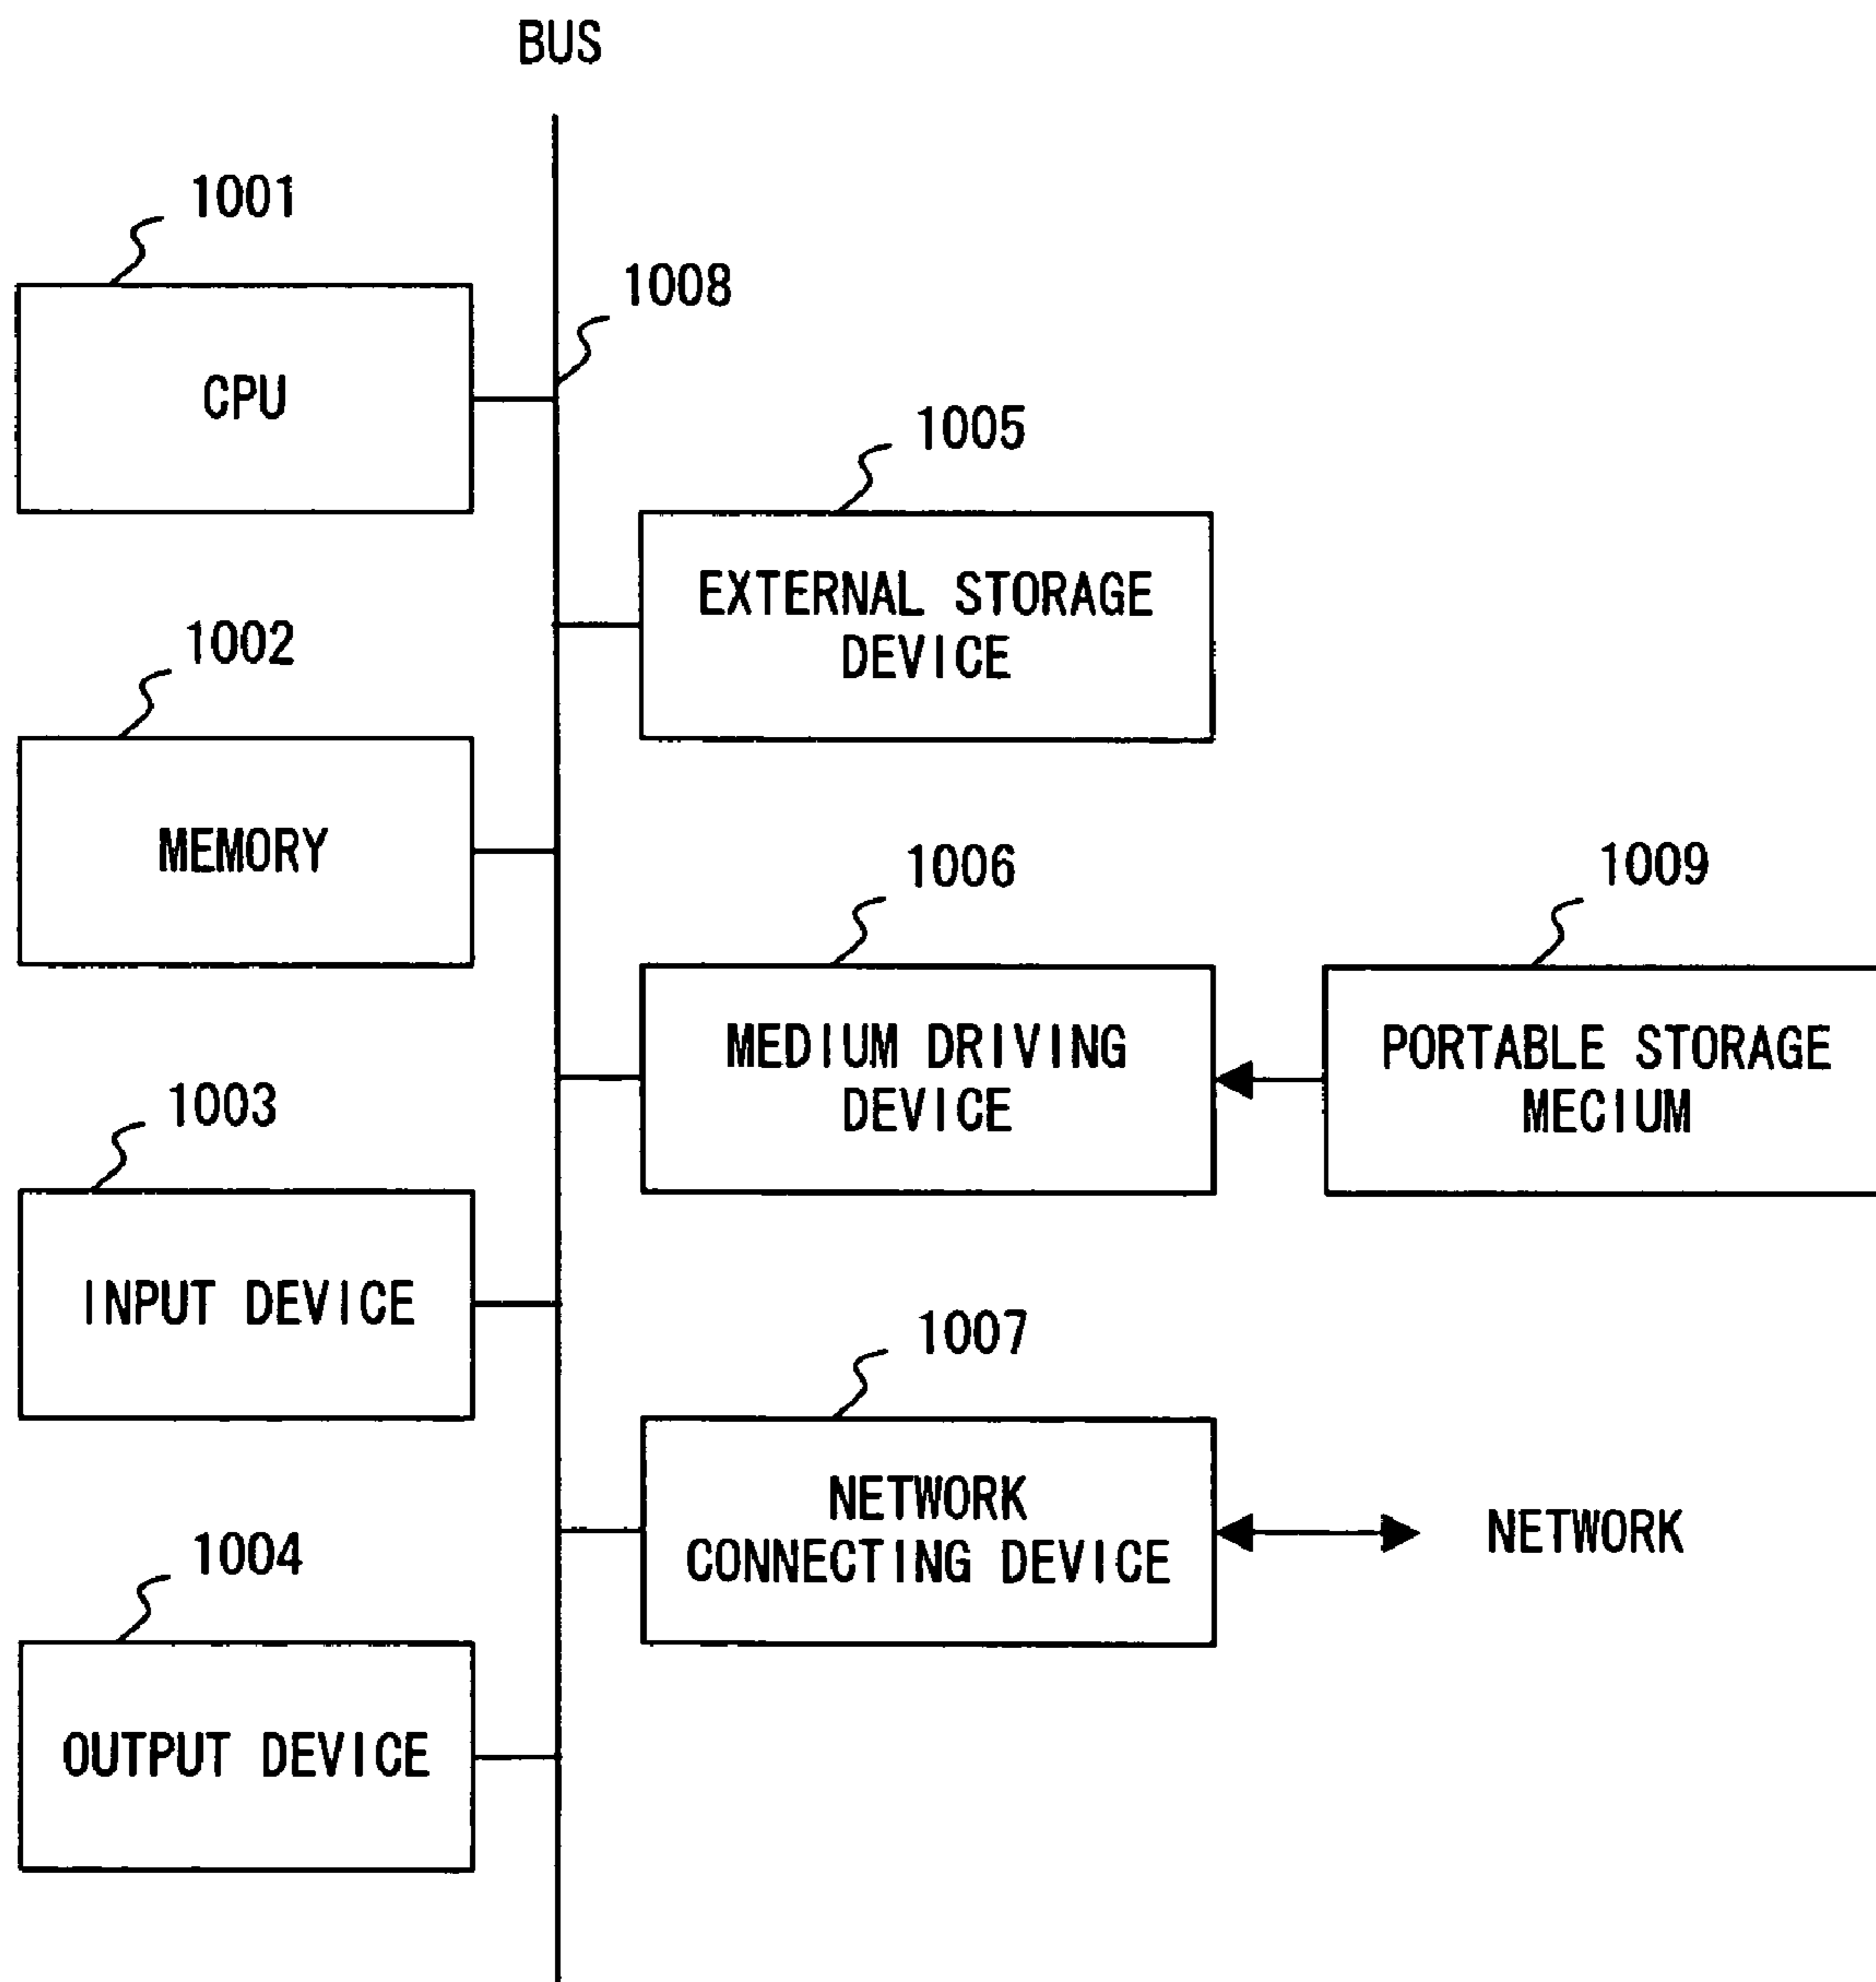 BUS
1001
1008
CPU
1005
EXTERNAL STORAGE
DEVICE
1002
MEMORY
1006
1009
MEDIUM DRIVING
DEVICE
PORTABLE STORAGE
MECIUM
1003
INPUT DEVICE
1007
NETWORK
CONNECTING DEVICE
NETWORK
1004
OUTPUT DEVICE